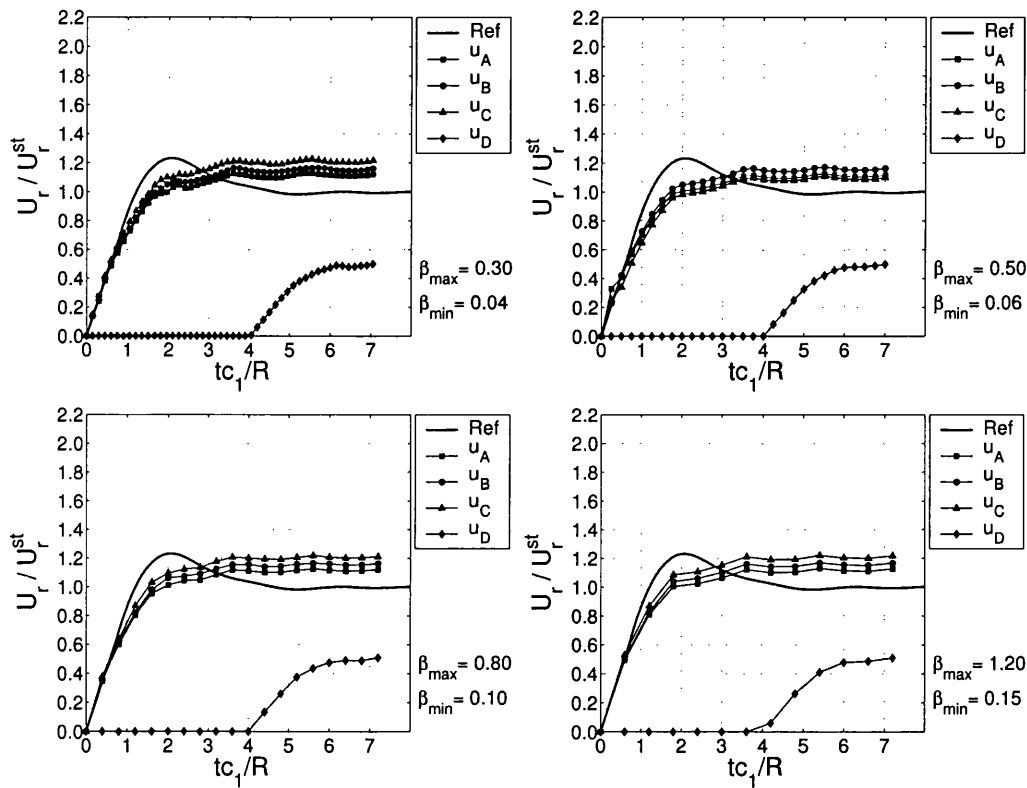 2.2
2.0
1.8
1.6
1.4
1.2
1.0
0.8
0.6
0.4
0.2
0.0
U_r / U_r^st
0 1 2 3 4 5 6 7
tc_1/R
Ref
u_A
u_B
u_C
u_D
β_max = 0.30
β_min = 0.04
2.2
2.0
1.8
1.6
1.4
1.2
1.0
0.8
0.6
0.4
0.2
0.0
U_r / U_r^st
0 1 2 3 4 5 6 7
tc_1/R
Ref
u_A
u_B
u_C
u_D
β_max = 0.50
β_min = 0.06
2.2
2.0
1.8
1.6
1.4
1.2
1.0
0.8
0.6
0.4
0.2
0.0
U_r / U_r^st
0 1 2 3 4 5 6 7
tc_1/R
Ref
u_A
u_B
u_C
u_D
β_max = 0.80
β_min = 0.10
2.2
2.0
1.8
1.6
1.4
1.2
1.0
0.8
0.6
0.4
0.2
0.0
U_r / U_r^st
0 1 2 3 4 5 6 7
tc_1/R
Ref
u_A
u_B
u_C
u_D
β_max = 1.20
β_min = 0.15